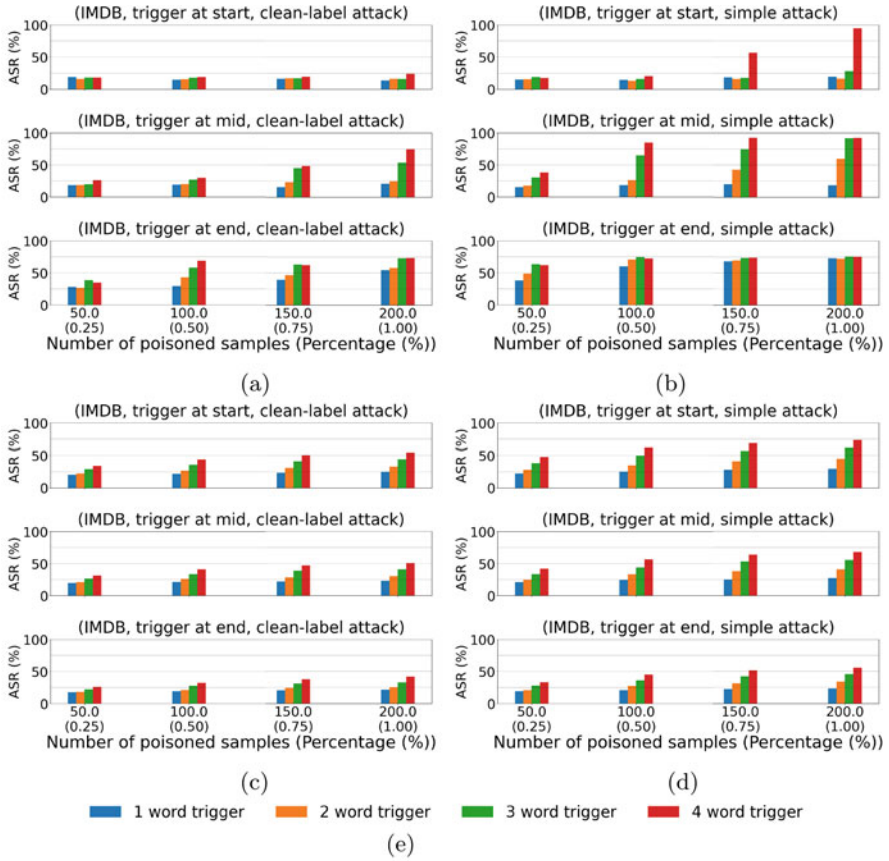 (IMDB, trigger at start, clean-label attack)
100
50
0
ASR (%)
(IMDB, trigger at mid, clean-label attack)
100
50
0
ASR (%)
(IMDB, trigger at end, clean-label attack)
100
50
0
ASR (%)
50.0 100.0 150.0 200.0
(0.25) (0.50) (0.75) (1.00)
Number of poisoned samples (Percentage (%))
(a)
(IMDB, trigger at start, simple attack)
100
50
0
ASR (%)
(IMDB, trigger at mid, simple attack)
100
50
0
ASR (%)
(IMDB, trigger at end, simple attack)
100
50
0
ASR (%)
50.0 100.0 150.0 200.0
(0.25) (0.50) (0.75) (1.00)
Number of poisoned samples (Percentage (%))
(b)
(IMDB, trigger at start, clean-label attack)
100
50
0
ASR (%)
(IMDB, trigger at mid, clean-label attack)
100
50
0
ASR (%)
(IMDB, trigger at end, clean-label attack)
100
50
0
ASR (%)
50.0 100.0 150.0 200.0
(0.25) (0.50) (0.75) (1.00)
Number of poisoned samples (Percentage (%))
(c)
(IMDB, trigger at start, simple attack)
100
50
0
ASR (%)
(IMDB, trigger at mid, simple attack)
100
50
0
ASR (%)
(IMDB, trigger at end, simple attack)
100
50
0
ASR (%)
50.0 100.0 150.0 200.0
(0.25) (0.50) (0.75) (1.00)
Number of poisoned samples (Percentage (%))
(d)
1 word trigger 2 word trigger 3 word trigger 4 word trigger
(e)